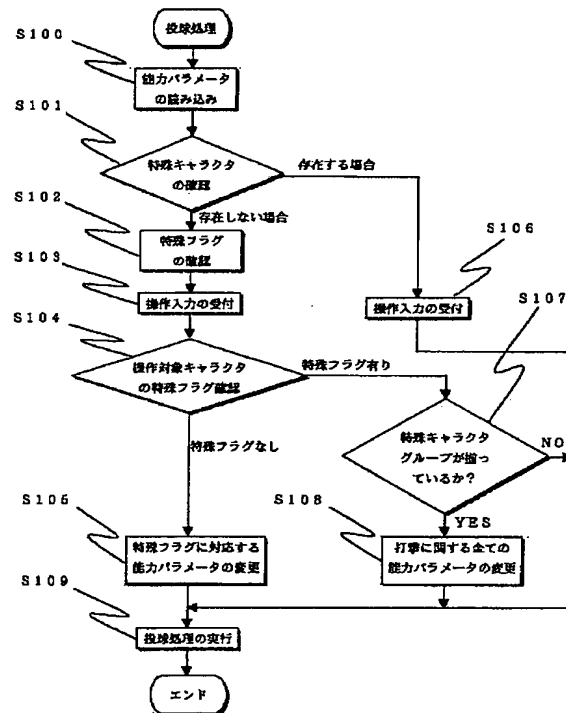 投球処理
S100
能力パラメータ
の読み込み
S101
特殊キャラクタ
の確認
存在する場合
存在しない場合
S102
特殊フラグ
の確認
S103
操作入力の受付
S106
操作入力の受付
S104
操作対象キャラクタ
の特殊フラグ確認
特殊フラグ有り
特殊フラグなし
S107
特殊キャラクタ
グループが揃っ
ているか?
NO
YES
S105
特殊フラグに対応する
能力パラメータの変更
S108
打撃に関する全ての
能力パラメータの変更
S109
投球処理の実行
エンド